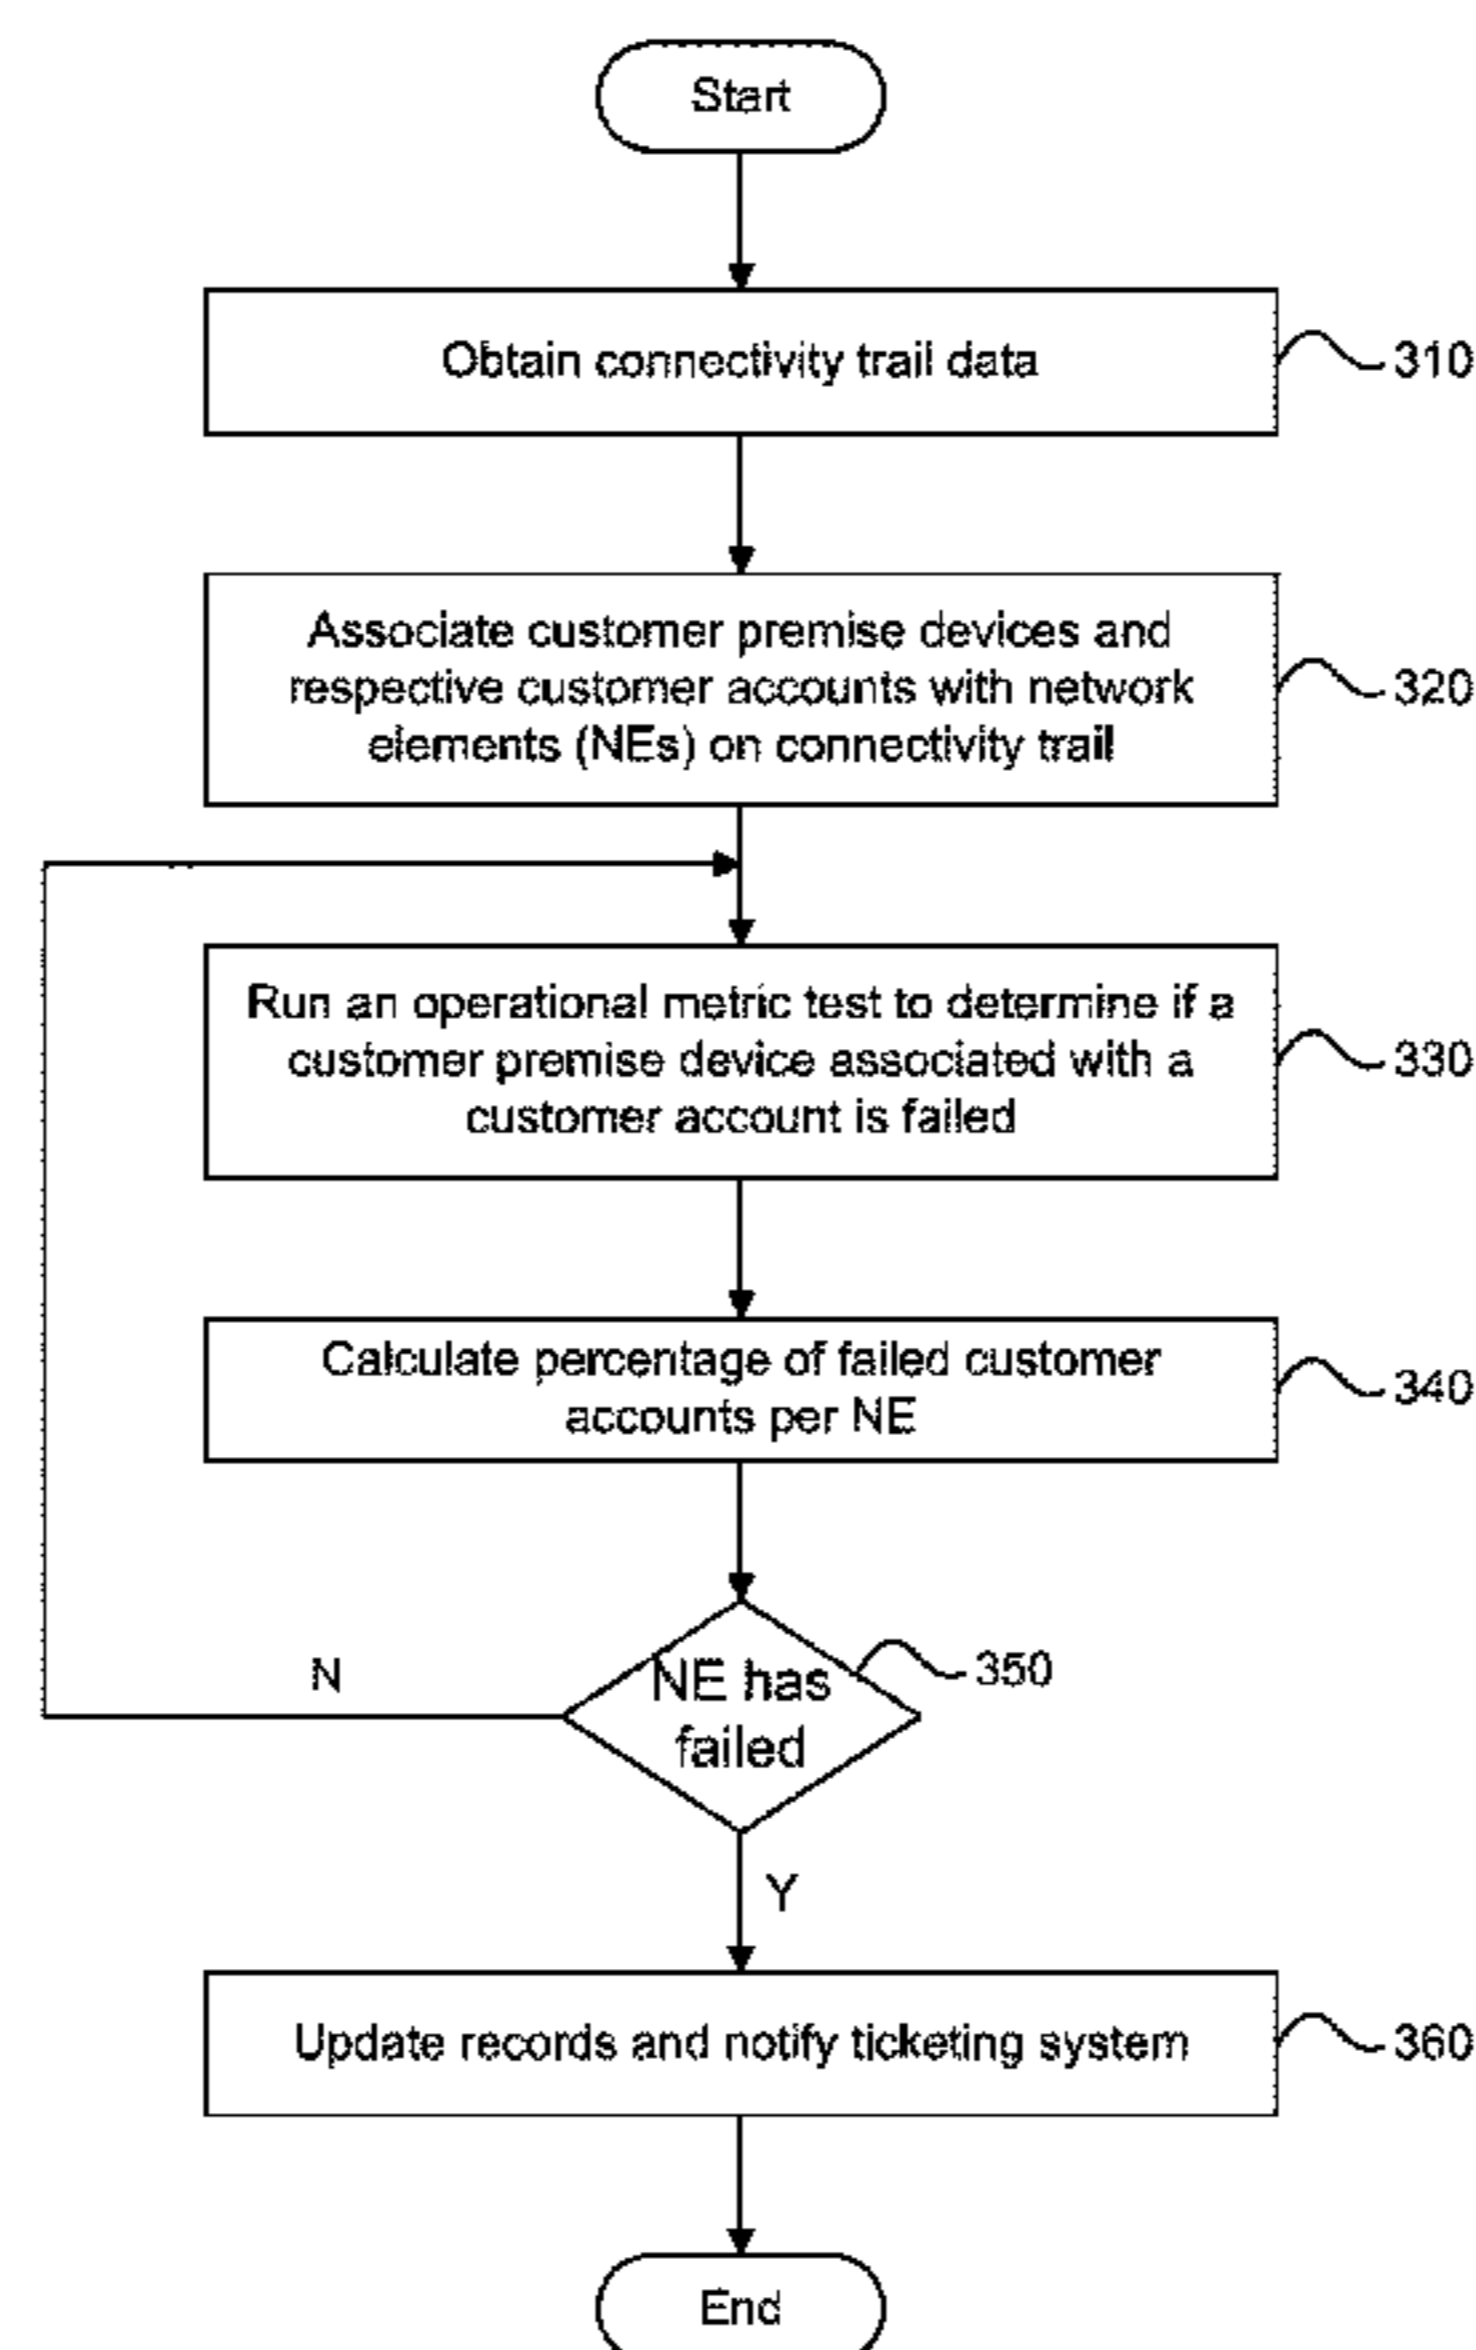 Start
Obtain connectivity trail data
310
Associate customer premise devices and
respective customer accounts with network
elements (NEs) on connectivity trail
320
Run an operational metric test to determine if a
customer premise device associated with a
customer account is failed
330
Calculate percentage of failed customer
accounts per NE
340
NE has
failed
350
N
Y
Update records and notify ticketing system
360
End